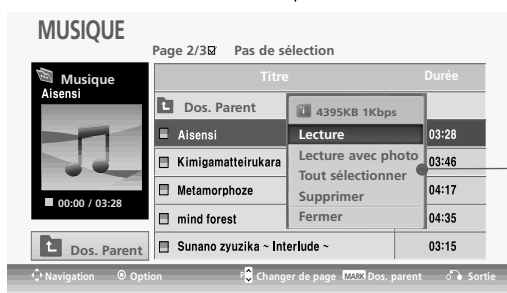 MUSIQUE
Page 2/3 Pas de sélection
Musique
Aisensi
00:00 / 03:28
Dos. Parent
Titre Durée
Dos. Parent
Aisensi 03:28
Kimigamatteirukara 03:46
Metamorphoze 04:17
mind forest 04:35
Sunano zyuzika ~ Interlude ~ 03:15
4395KB 1Kbps
Lecture
Lecture avec photo
Tout sélectionner
Supprimer
Fermer
Navigation Option P Changer de page MARK Dos. parent Sortie